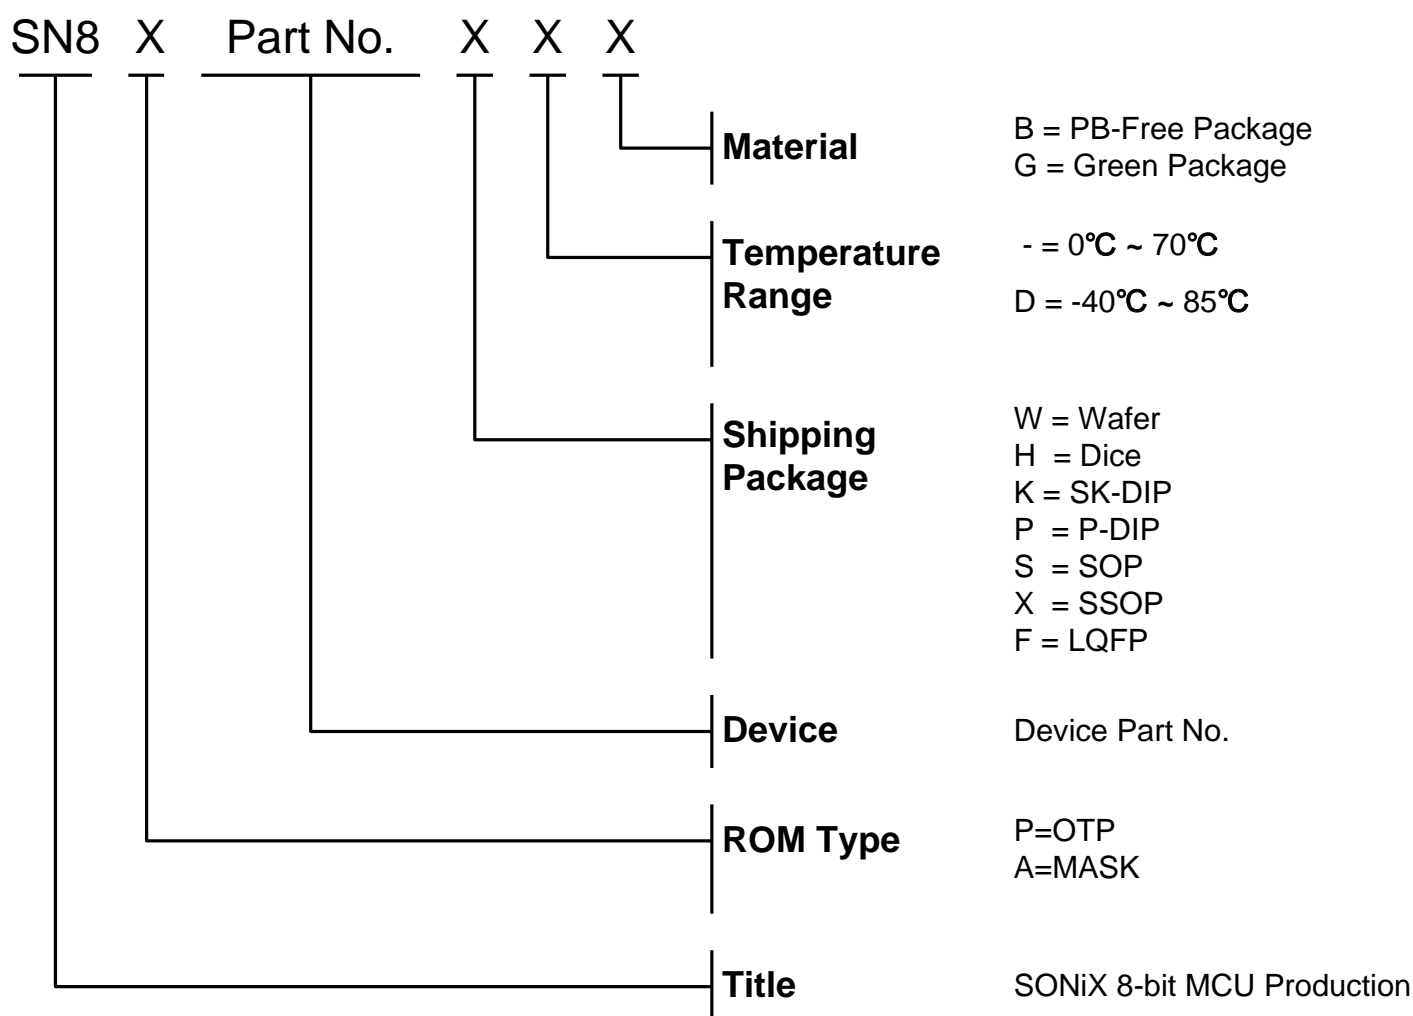 SN8 X Part No. X X X
Material
B = PB-Free Package
G = Green Package
Temperature
Range
- = 0℃ ~ 70℃
D = -40℃ ~ 85℃
Shipping
Package
W = Wafer
H = Dice
K = SK-DIP
P = P-DIP
S = SOP
X = SSOP
F = LQFP
Device
Device Part No.
ROM Type
P=OTP
A=MASK
Title
SONiX 8-bit MCU Production